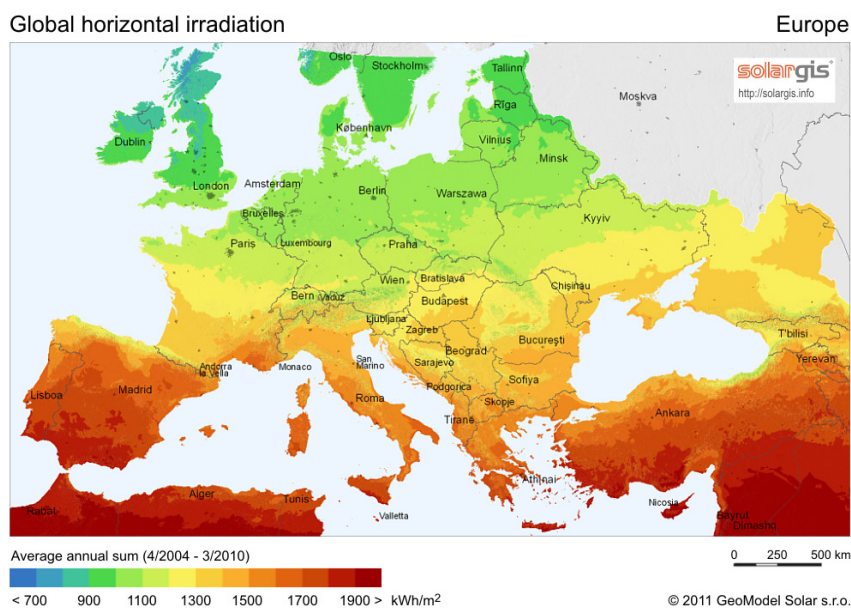 Global horizontal irradiation
Europe
Oslo
Stockholm
Tallinn
solargis
http://solargis.info
Moskva
Rīga
København
Dublin
Vilnius
Minsk
London
Amsterdam
Berlin
Warszawa
Bruxelles
Kyyiv
Paris
Luxembourg
Praha
Wien
Bratislava
Chişinău
Bern
Vaduz
Budapest
Ljubljana
Zagreb
T'bilisi
Beograd
Bucureşti
Yerevan
San
Marino
Monaco
Andorra
la Vella
Sarajevo
Madrid
Podgorica
Sofiya
Lisboa
Roma
Skopje
Ankara
Tiranë
Athínai
Alger
Tunis
Nicosia
Rabat
Valletta
Bayrut
Dimashq
Average annual sum (4/2004 - 3/2010)
0 250 500 km
< 700 900 1100 1300 1500 1700 1900 > kWh/m2
© 2011 GeoModel Solar s.r.o.